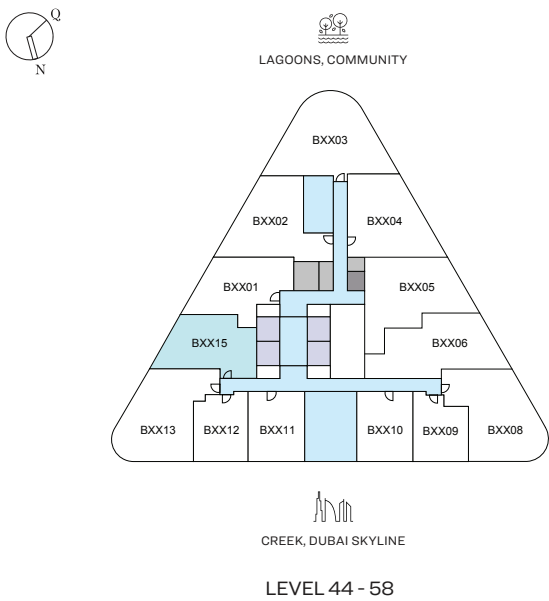 Q
N
LAGOONS, COMMUNITY
BXX03
BXX02
BXX04
BXX01
BXX05
BXX15
BXX06
BXX13
BXX12
BXX11
BXX10
BXX09
BXX08
CREEK, DUBAI SKYLINE
LEVEL 44 - 58